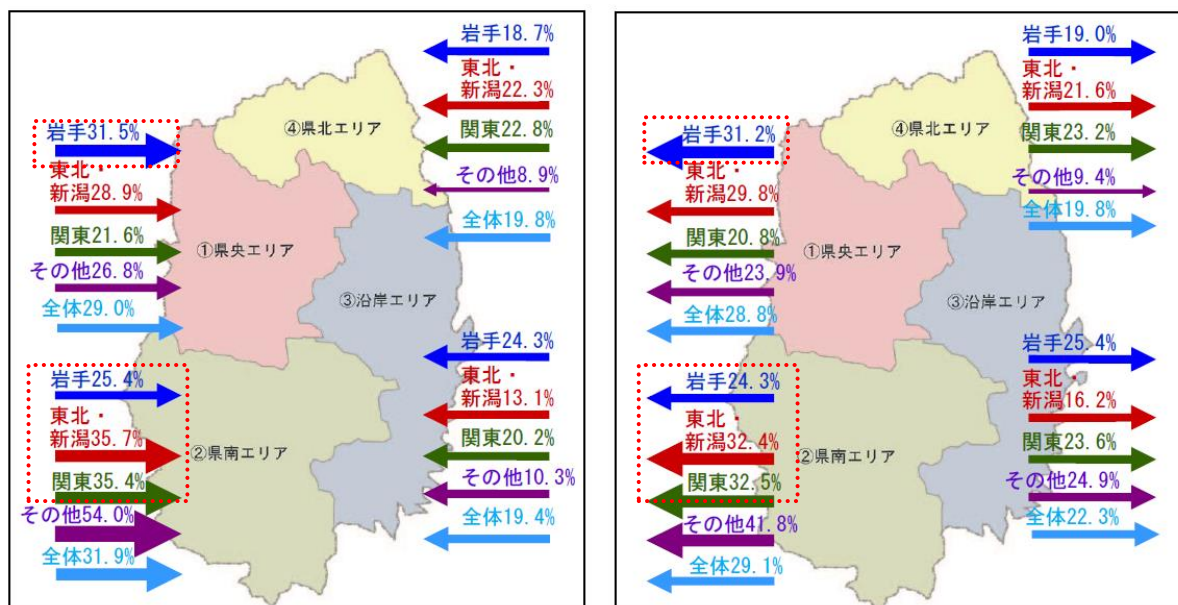 岩手18.7%
東北・
新潟22.3%
関東22.8%
その他8.9%
全体19.8%
④県北エリア
岩手31.5%
東北・
新潟28.9%
関東21.6%
その他26.8%
全体29.0%
①県央エリア
③沿岸エリア
岩手24.3%
東北・
新潟13.1%
関東20.2%
その他10.3%
全体19.4%
岩手25.4%
東北・
新潟35.7%
関東35.4%
その他54.0%
全体31.9%
②県南エリア
岩手19.0%
東北・
新潟21.6%
関東23.2%
その他9.4%
全体19.8%
④県北エリア
岩手31.2%
東北・
新潟29.8%
関東20.8%
その他23.9%
全体28.8%
①県央エリア
③沿岸エリア
岩手25.4%
東北・
新潟16.2%
関東23.6%
その他24.9%
全体22.3%
岩手24.3%
東北・
新潟32.4%
関東32.5%
その他41.8%
全体29.1%
②県南エリア